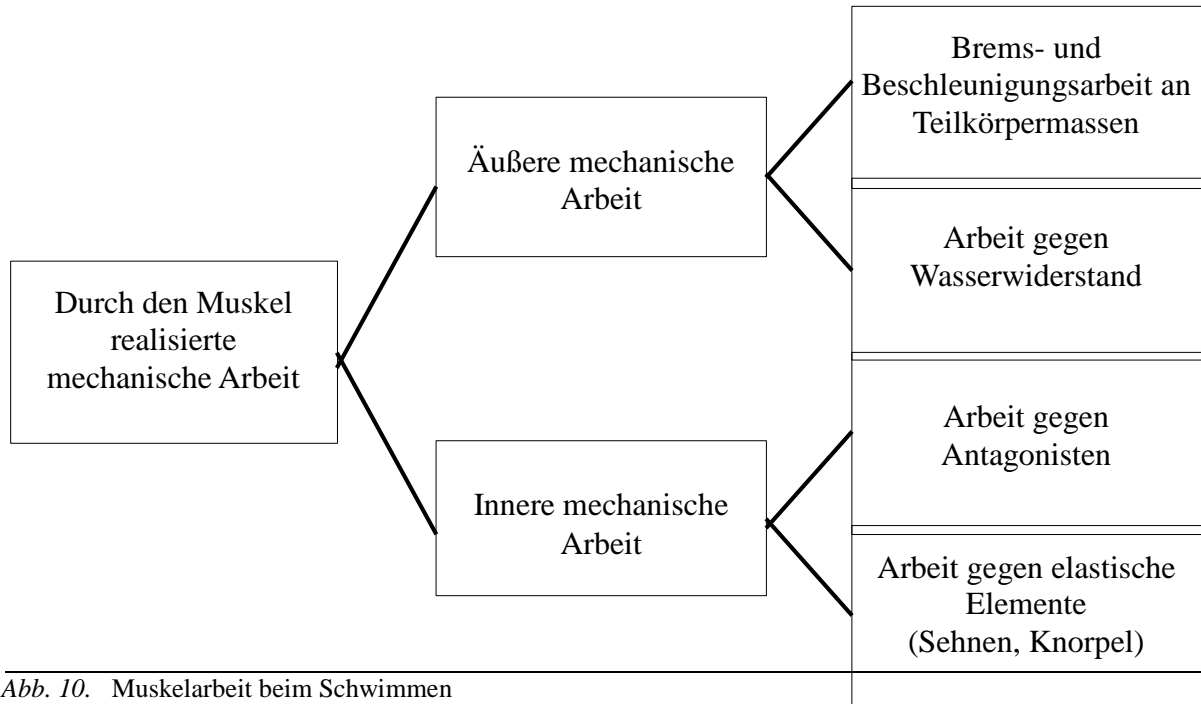 Durch den Muskel
realisierte
mechanische Arbeit
Äußere mechanische
Arbeit
Brems- und
Beschleunigungsarbeit an
Teilkörpermassen
Arbeit gegen
Wasserwiderstand
Innere mechanische
Arbeit
Arbeit gegen
Antagonisten
Arbeit gegen elastische
Elemente
(Sehnen, Knorpel)
Abb. 10. Muskelarbeit beim Schwimmen